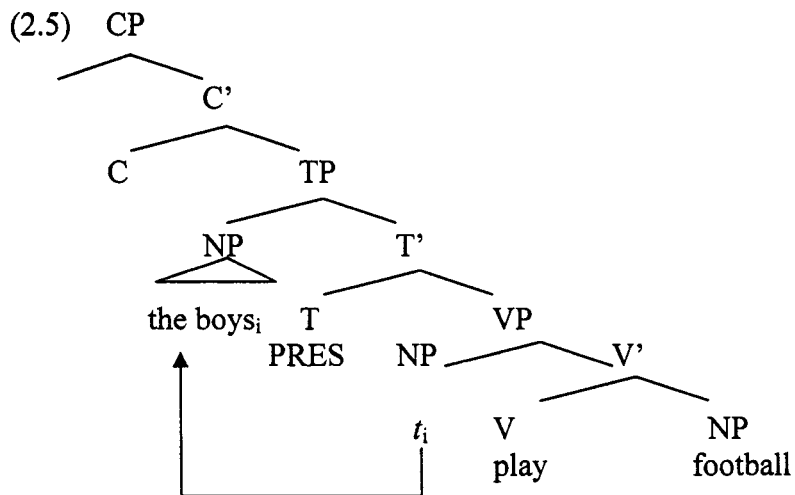 (2.5) CP
C’
C TP
NP T’
the boysᵢ T VP
PRES NP V’
tᵢ V NP
play football